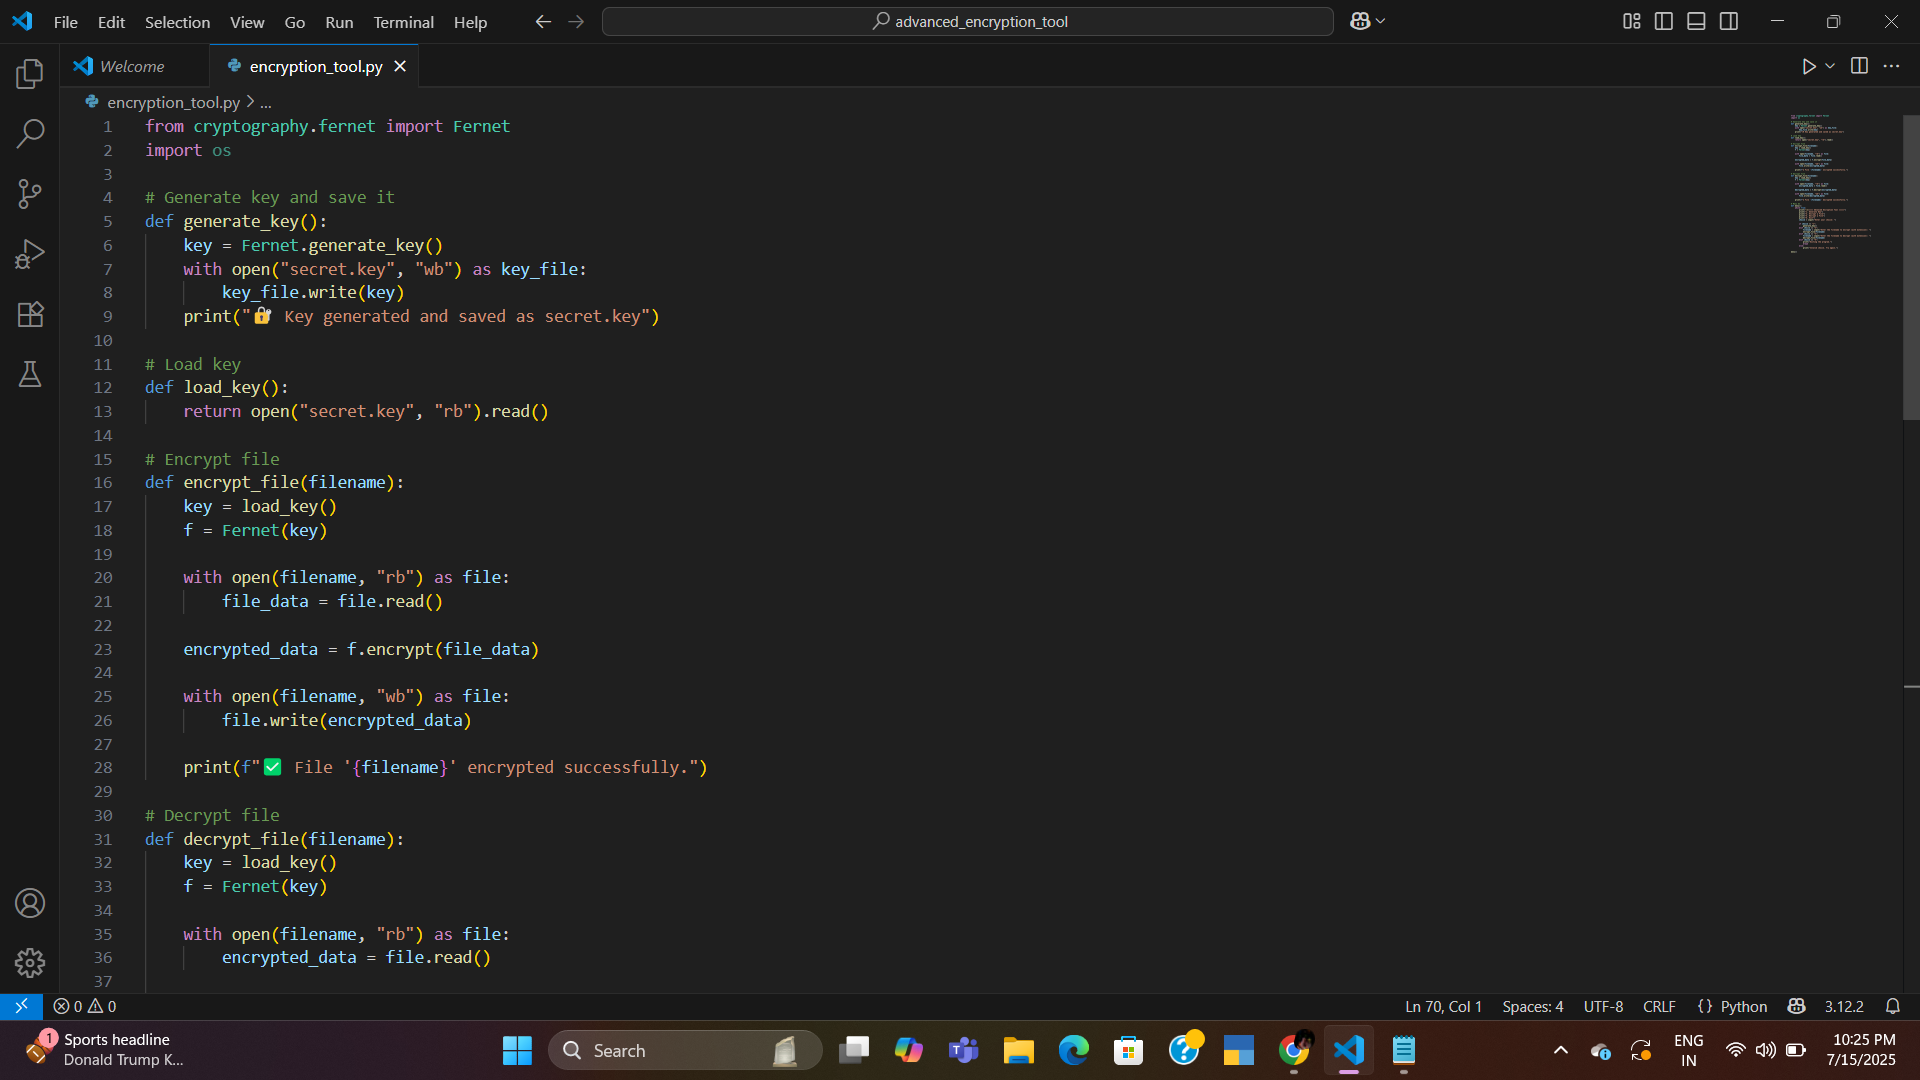 File Edit Selection View Go Run Terminal Help
advanced_encryption_tool
Welcome
encryption_tool.py
encryption_tool.py > ...
1 from cryptography.fernet import Fernet
2 import os
3
4 # Generate key and save it
5 def generate_key():
6     key = Fernet.generate_key()
7     with open("secret.key", "wb") as key_file:
8         key_file.write(key)
9     print("🔐 Key generated and saved as secret.key")
10
11 # Load key
12 def load_key():
13     return open("secret.key", "rb").read()
14
15 # Encrypt file
16 def encrypt_file(filename):
17     key = load_key()
18     f = Fernet(key)
19
20     with open(filename, "rb") as file:
21         file_data = file.read()
22
23     encrypted_data = f.encrypt(file_data)
24
25     with open(filename, "wb") as file:
26         file.write(encrypted_data)
27
28     print(f"✅ File '{filename}' encrypted successfully.")
29
30 # Decrypt file
31 def decrypt_file(filename):
32     key = load_key()
33     f = Fernet(key)
34
35     with open(filename, "rb") as file:
36         encrypted_data = file.read()
37
0 0
Ln 70, Col 1 Spaces: 4 UTF-8 CRLF {} Python 3.12.2
1
Sports headline
Donald Trump K...
Search
ENG
IN
10:25 PM
7/15/2025